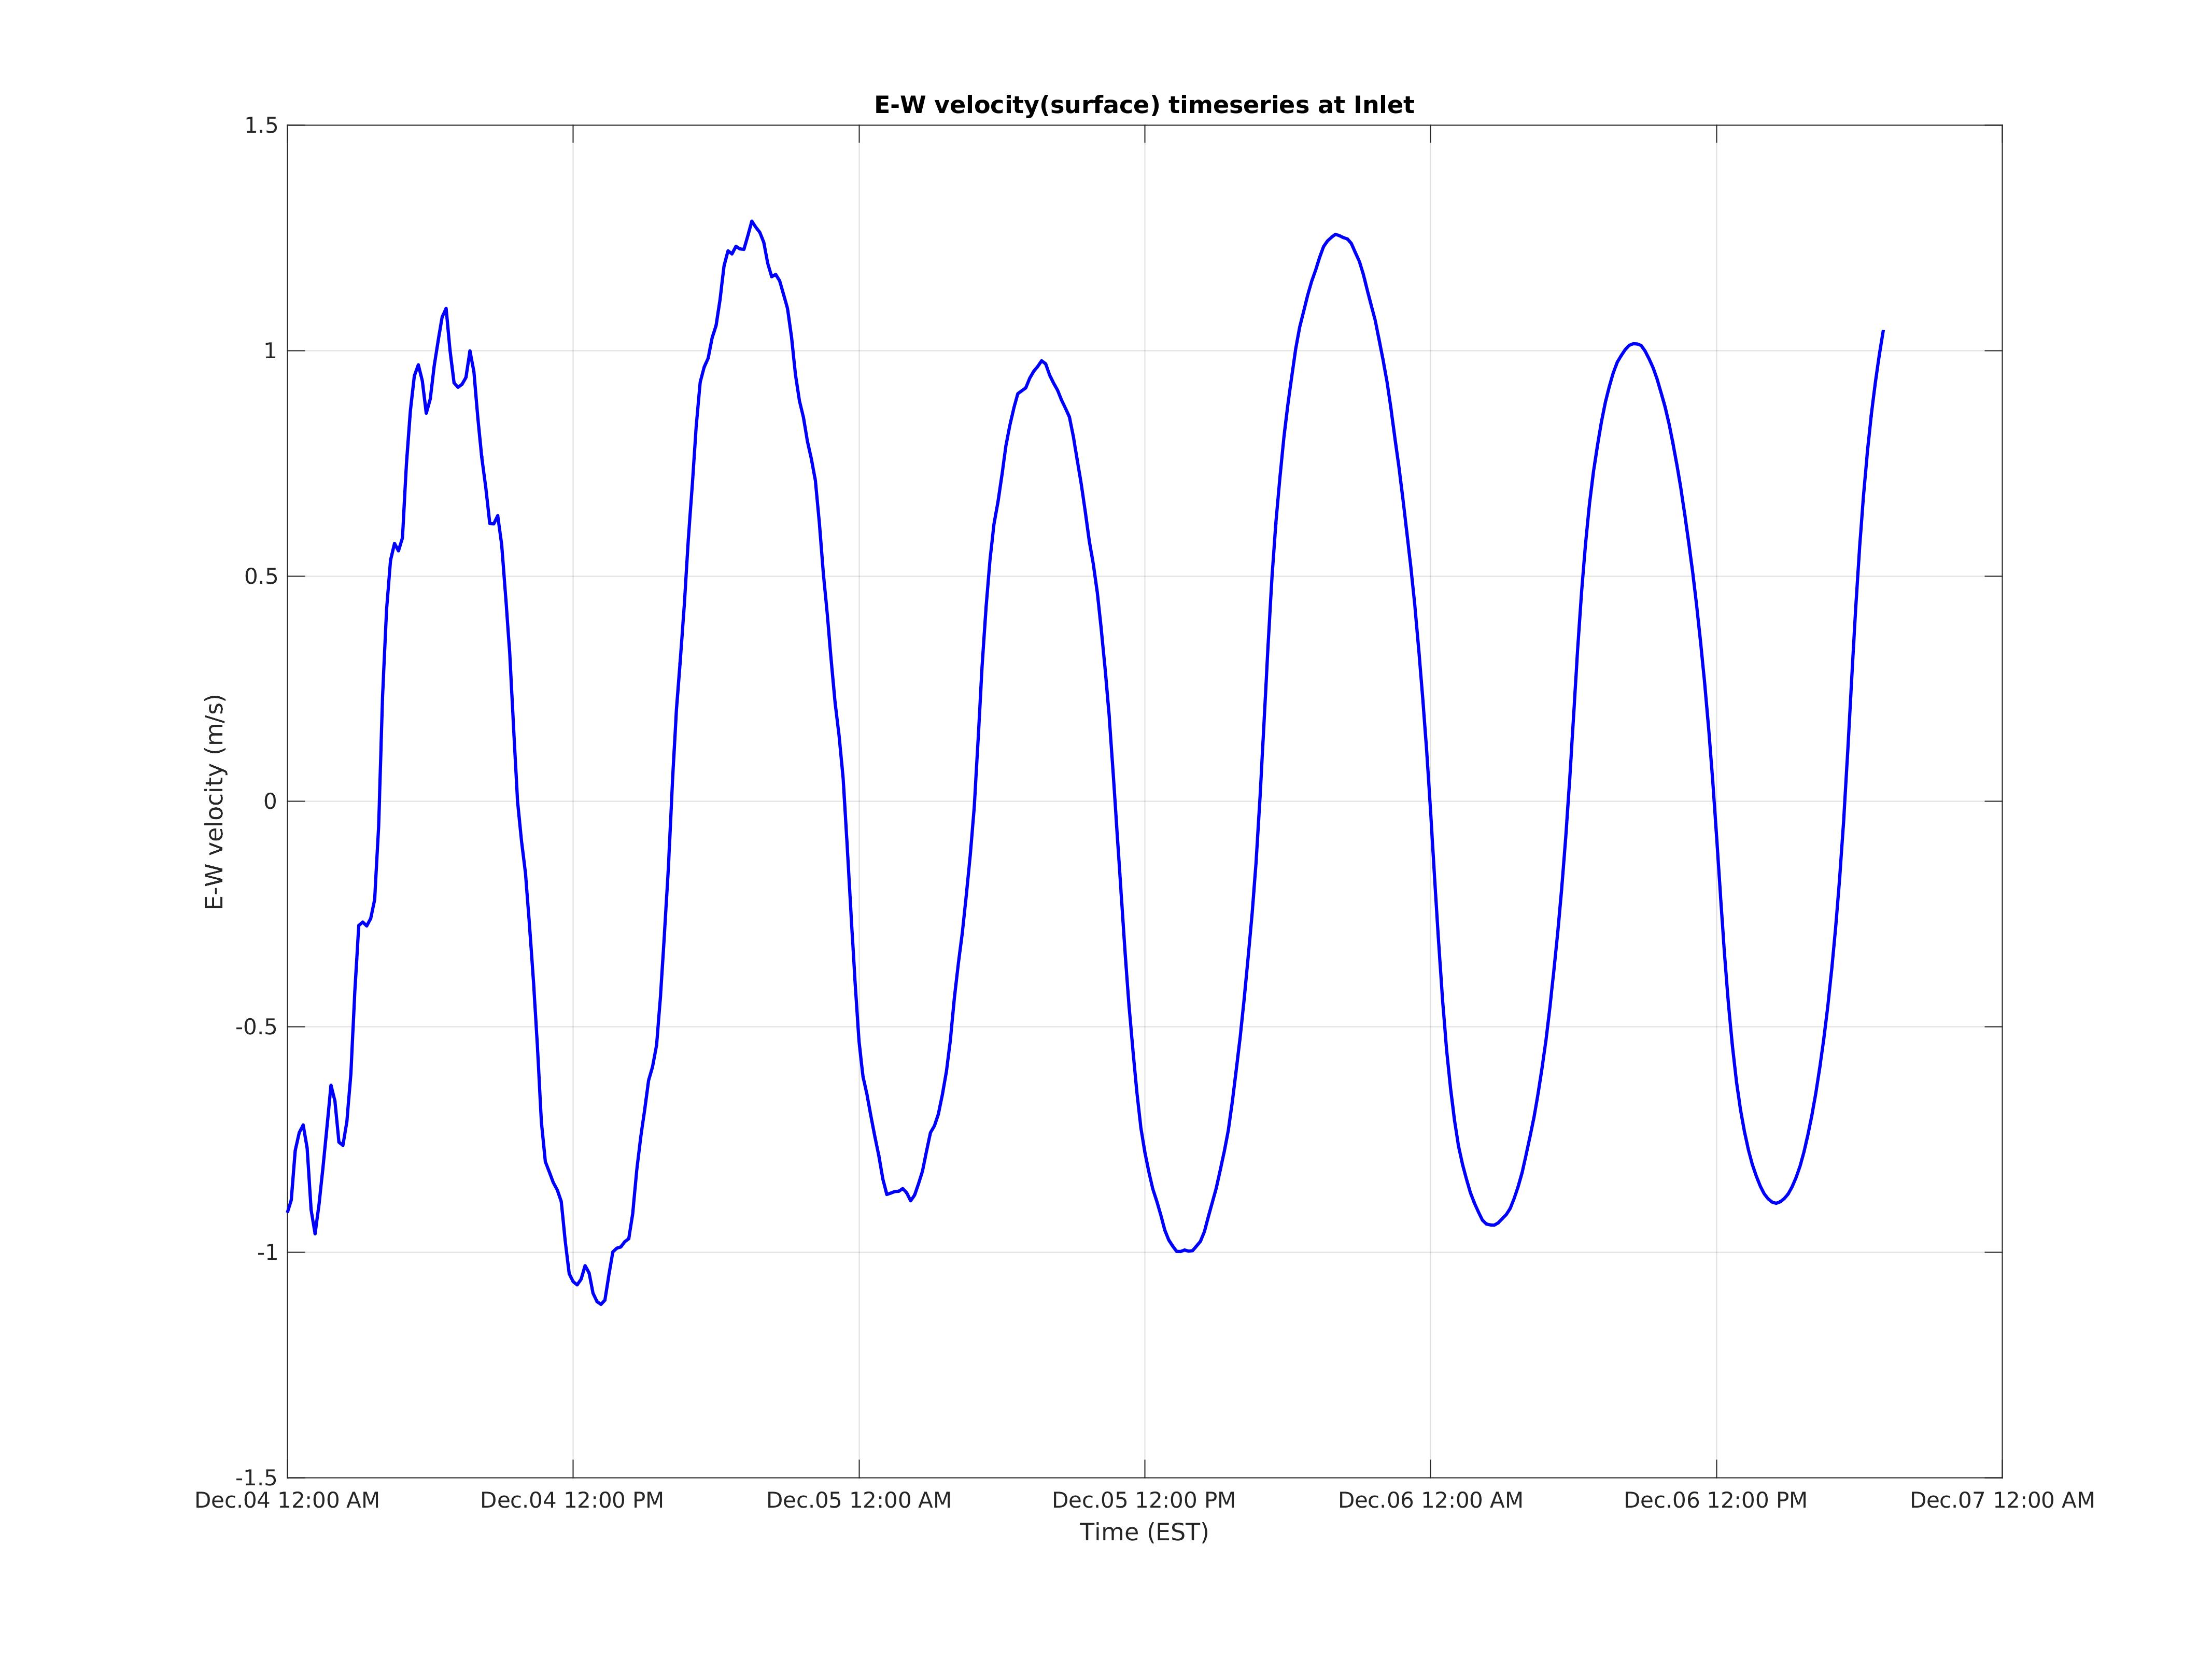 E-W velocity(surface) timeseries at Inlet
1.5
1
0.5
0
-0.5
-1
-1.5
E-W velocity (m/s)
Dec.04 12:00 AM
Dec.04 12:00 PM
Dec.05 12:00 AM
Dec.05 12:00 PM
Dec.06 12:00 AM
Dec.06 12:00 PM
Dec.07 12:00 AM
Time (EST)